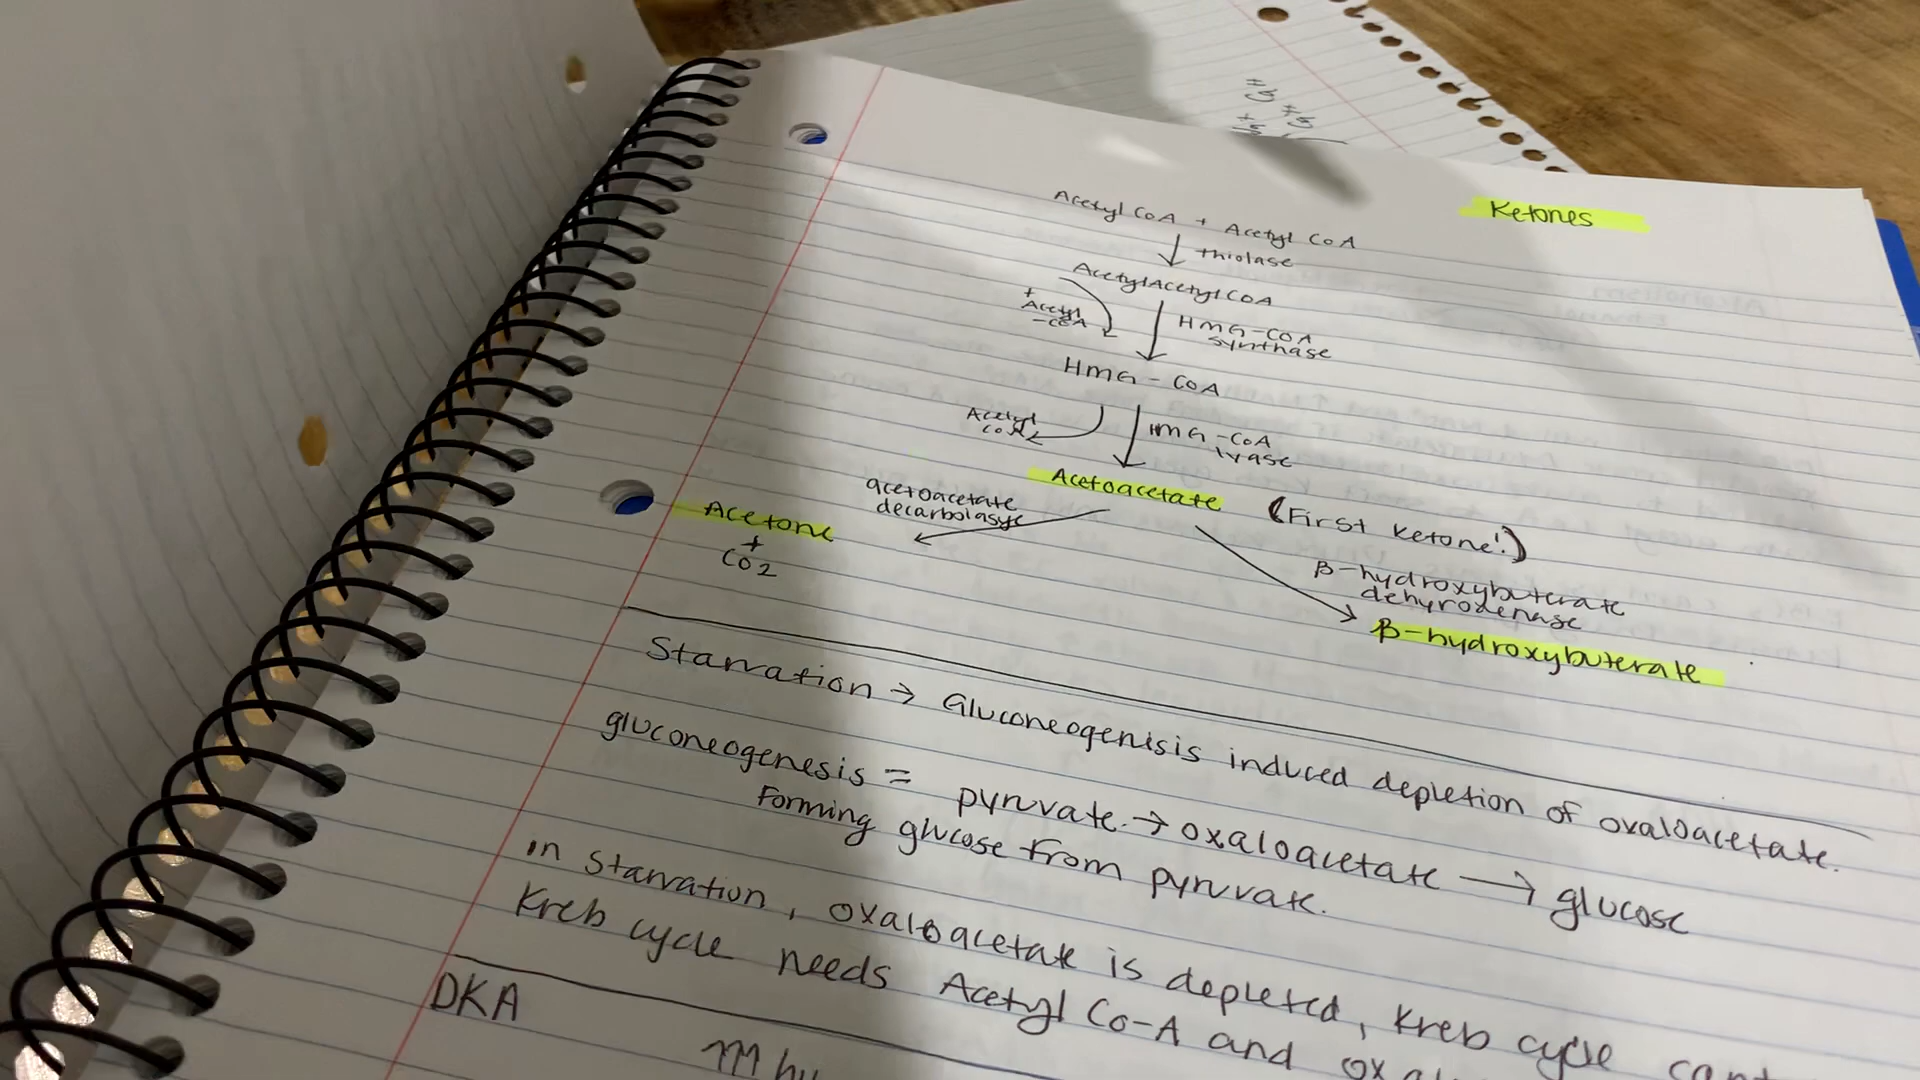 Ketones
Acetyl CoA + Acetyl CoA
thiolase
AcetylAcetyl CoA
+
Acetyl
-CoA
HMG-COA
synthase
HMG-COA
Acetyl
CoA
HMG-COA
lyase
Acetoacetate
(First ketone!)
acetoacetate
decarbolasye
Acetone
+
CO2
β-hydroxybuterate
dehyrodenase
β-hydroxybuterate
Starvation → Gluconeogenisis induced depletion of oxaloacetate.
gluconeogenesis = pyruvate → oxaloacetate → glucose
Forming glucose from pyruvate.
in starvation, oxaloacetate is depleted, Kreb cycle
Kreb cycle needs Acetyl Co-A and
DKA